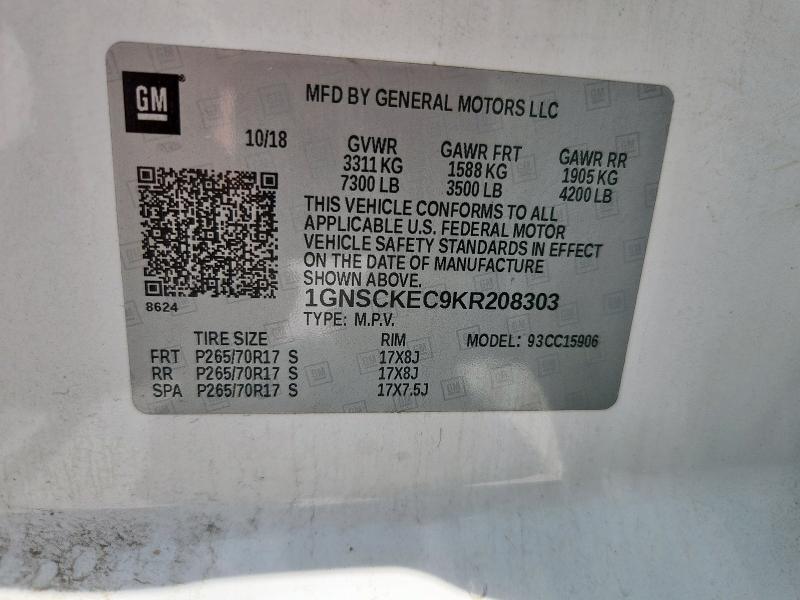 GM
MFD BY GENERAL MOTORS LLC
10/18
GVWR GAWR FRT GAWR RR
3311 KG 1588 KG 1905 KG
7300 LB 3500 LB 4200 LB
THIS VEHICLE CONFORMS TO ALL
APPLICABLE U.S. FEDERAL MOTOR
VEHICLE SAFETY STANDARDS IN EFFECT
ON THE DATE OF MANUFACTURE
SHOWN ABOVE.
8624
1GNSCKEC9KR208303
TYPE: M.P.V.
TIRE SIZE RIM MODEL: 93CC15906
FRT P265/70R17 S 17X8J
RR P265/70R17 S 17X8J
SPA P265/70R17 S 17X7.5J